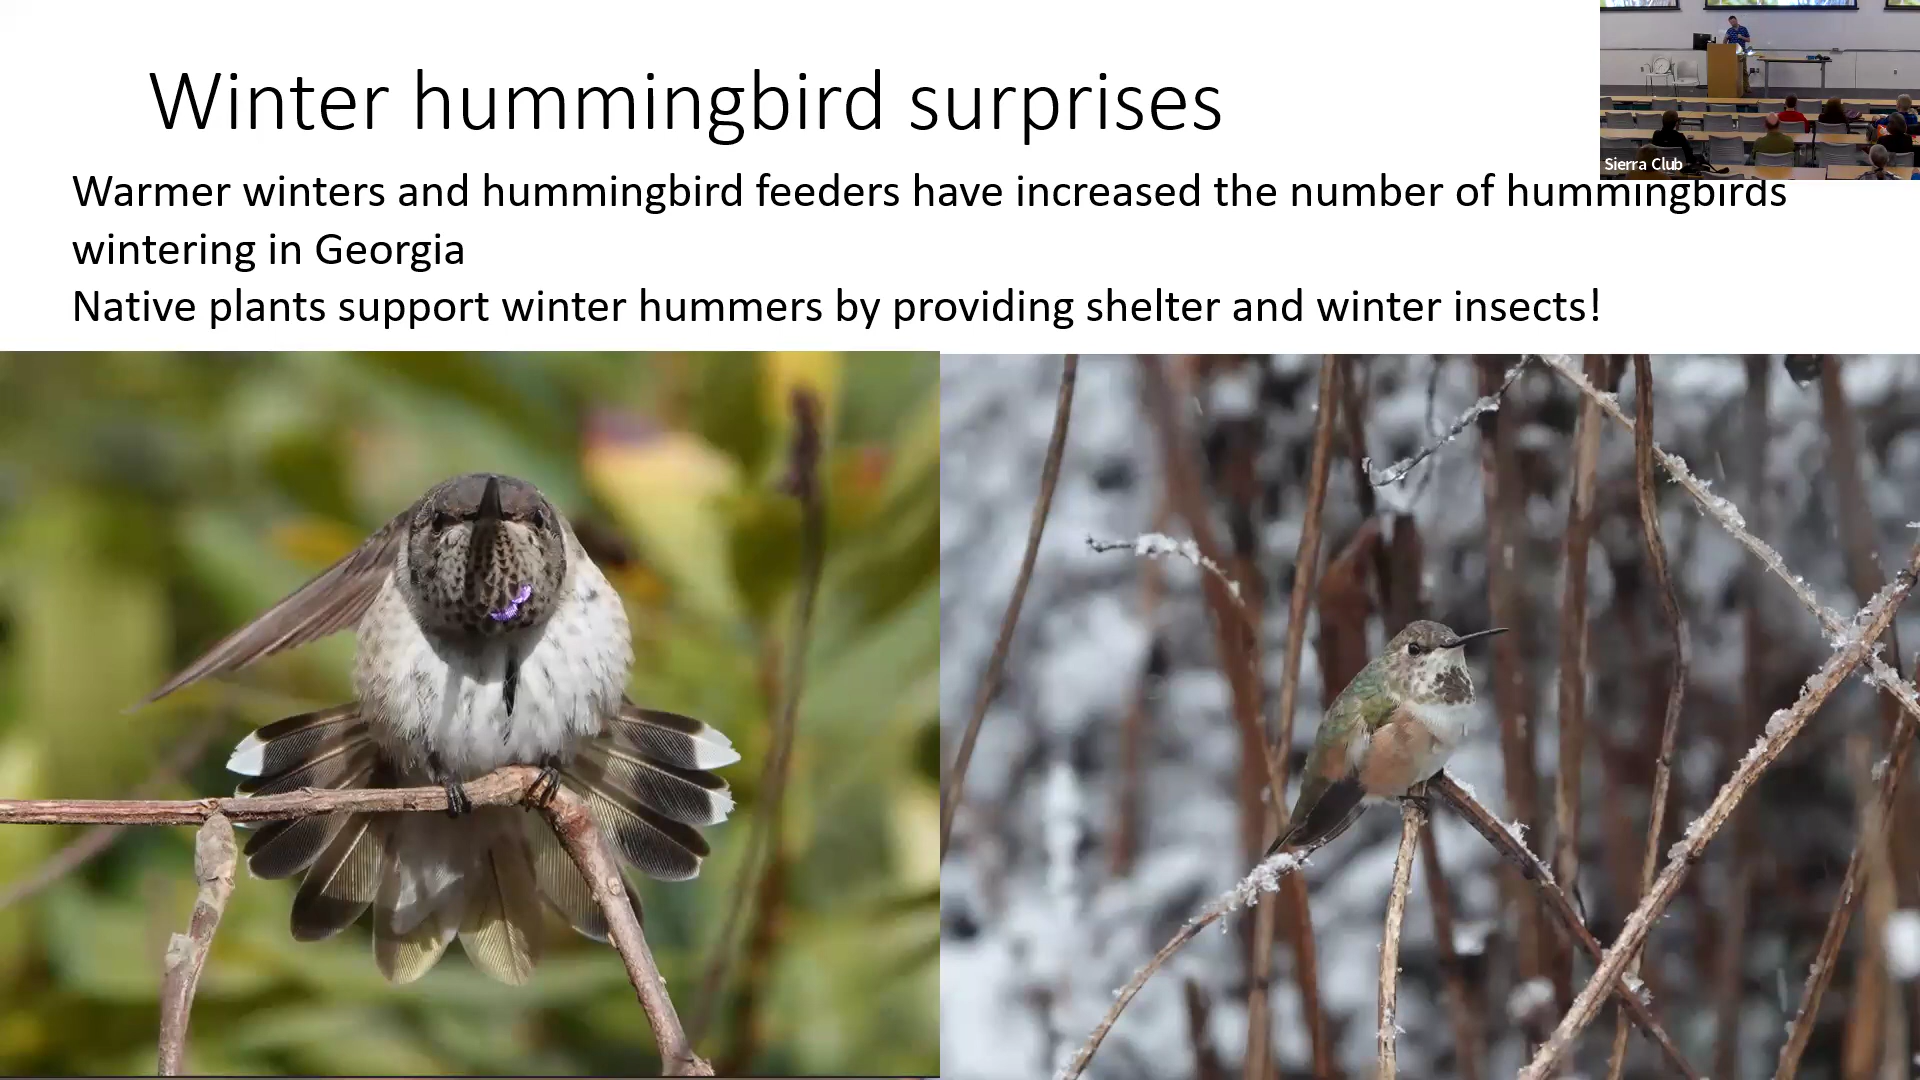 Winter hummingbird surprises
Sierra Club
Warmer winters and hummingbird feeders have increased the number of hummingbirds
wintering in Georgia
Native plants support winter hummers by providing shelter and winter insects!